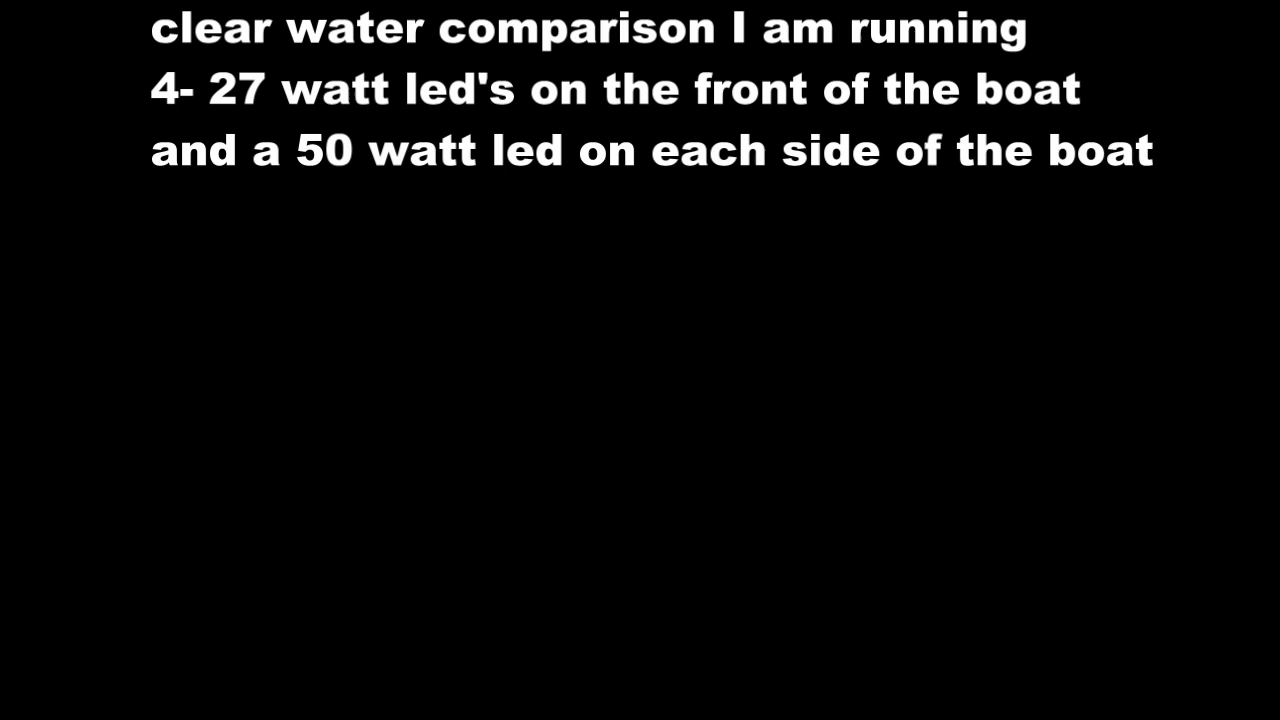 clear water comparison I am running
4- 27 watt led's on the front of the boat
and a 50 watt led on each side of the boat